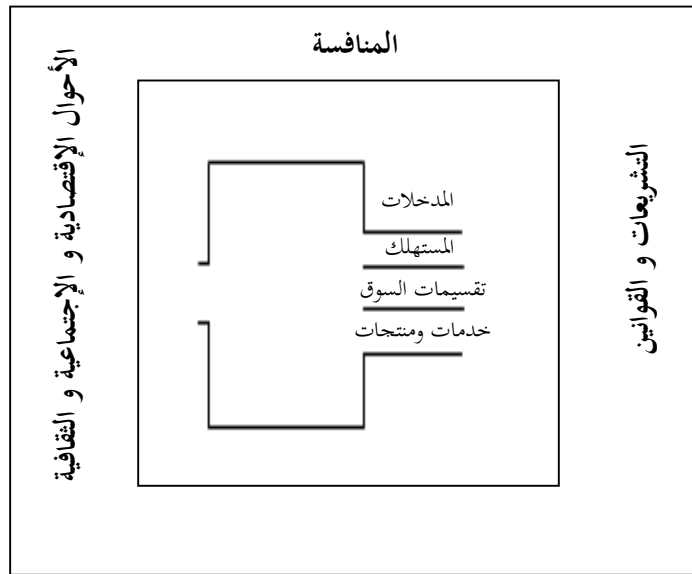 المنافسة
التشريعات و القوانين
المدخلات
المستهلك
تقسيمات السوق
خدمات ومنتجات
الأحوال الإقتصادية و الإجتماعية و الثقافية